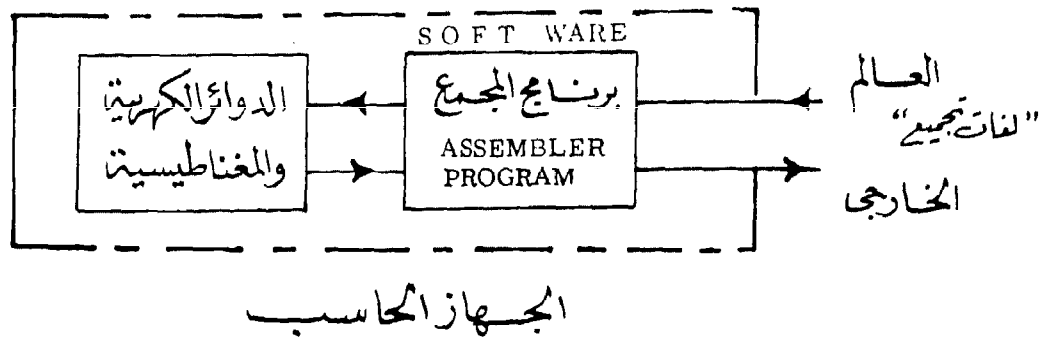 SOFT WARE
العالم
"لغات تجميع"
الخارجى
برنامج المجمع
ASSEMBLER
PROGRAM
الدوائر الكهربية
والمغناطيسية
الجهاز الحاسب